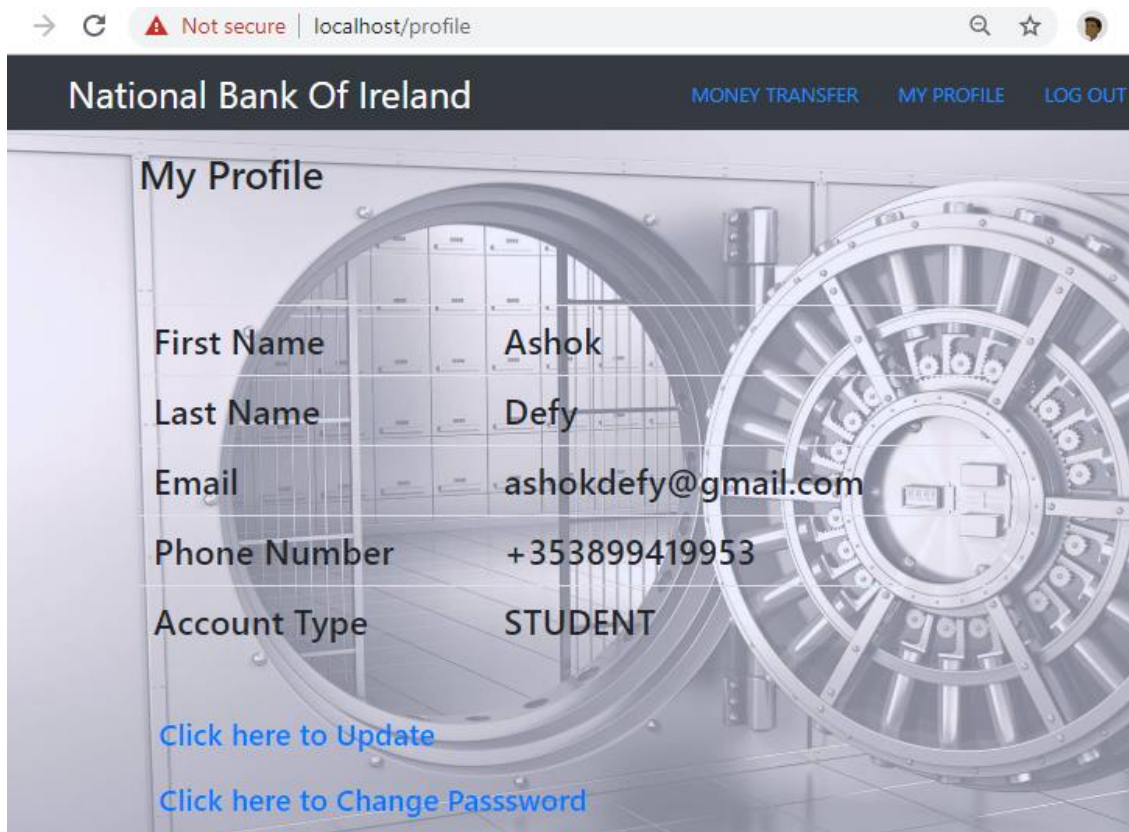 Not secure localhost/profile
National Bank Of Ireland MONEY TRANSFER MY PROFILE LOG OUT
My Profile
First Name Ashok
Last Name Defy
Email ashokdefy@gmail.com
Phone Number +353899419953
Account Type STUDENT
Click here to Update
Click here to Change Passsword